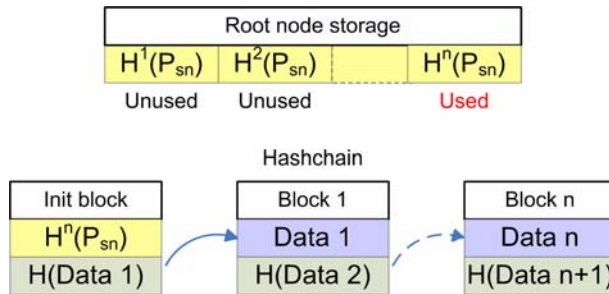 Root node storage
H¹(Pₛₙ) H²(Pₛₙ) Hⁿ(Pₛₙ)
Unused Unused Used
Hashchain
Init block Block 1 Block n
Hⁿ(Pₛₙ) Data 1 Data n
H(Data 1) H(Data 2) H(Data n+1)